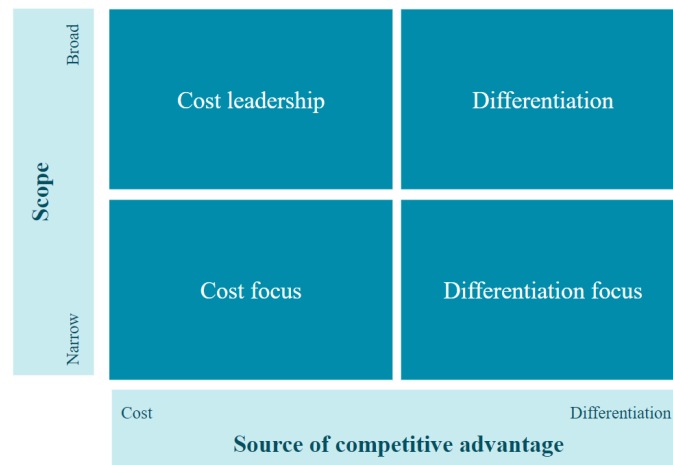 Broad
Scope
Narrow
Cost leadership
Differentiation
Cost focus
Differentiation focus
Cost
Differentiation
Source of competitive advantage